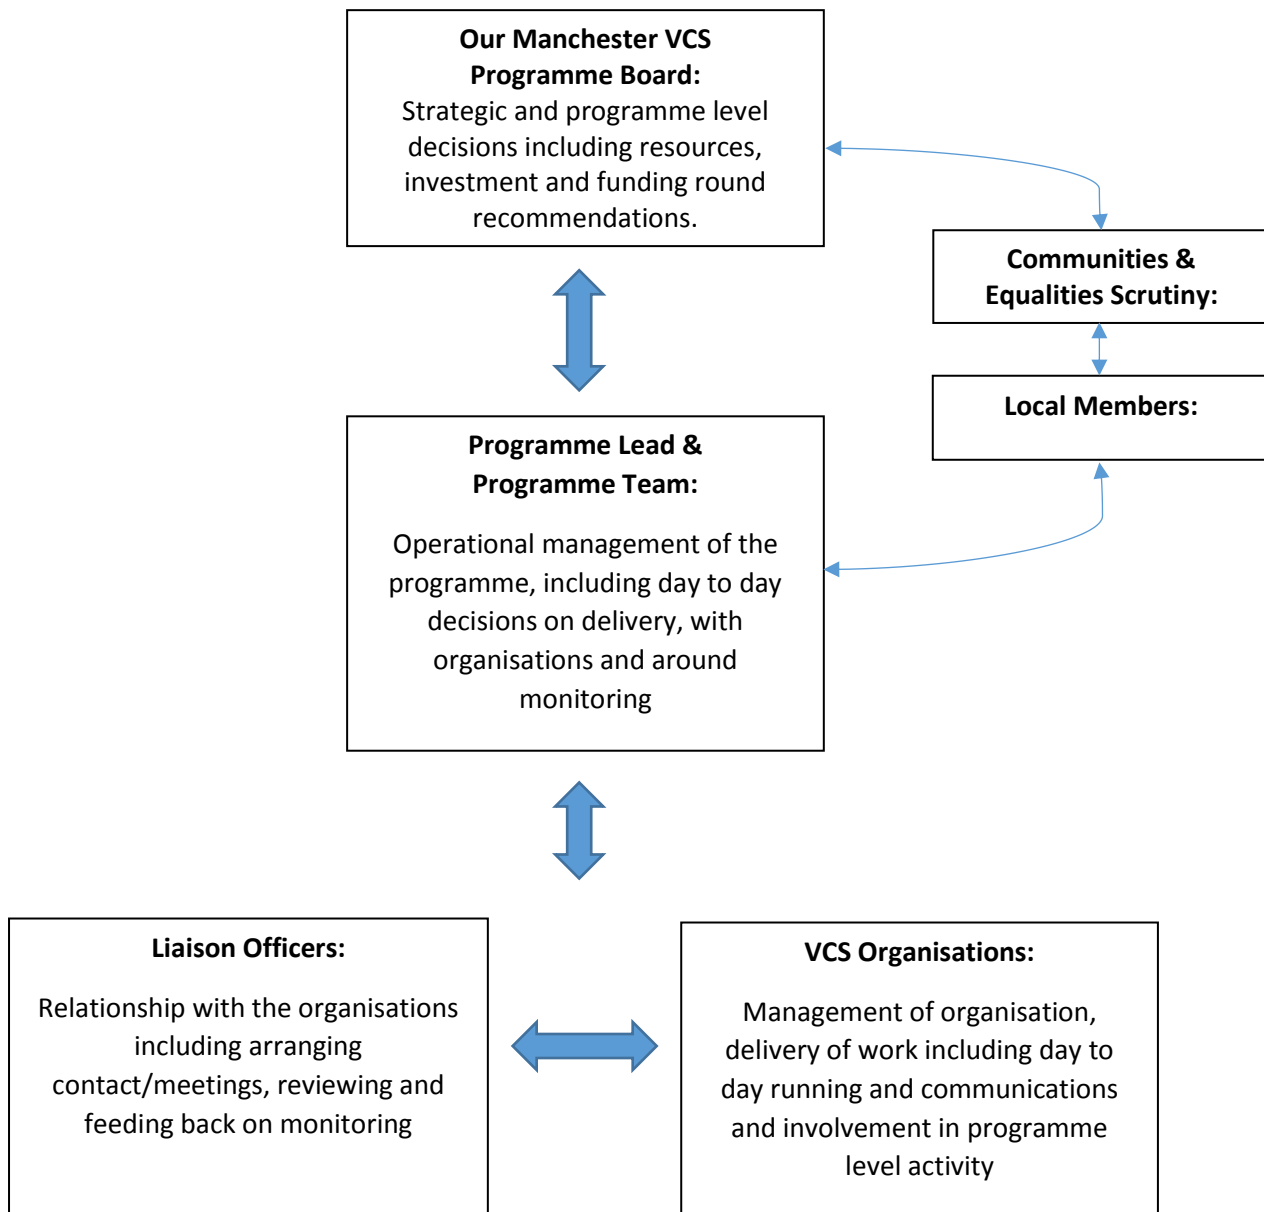 Our Manchester VCS
Programme Board:
Strategic and programme level
decisions including resources,
investment and funding round
recommendations.
Communities &
Equalities Scrutiny:
Local Members:
Programme Lead &
Programme Team:
Operational management of the
programme, including day to day
decisions on delivery, with
organisations and around
monitoring
Liaison Officers:
Relationship with the organisations
including arranging
contact/meetings, reviewing and
feeding back on monitoring
VCS Organisations:
Management of organisation,
delivery of work including day to
day running and communications
and involvement in programme
level activity